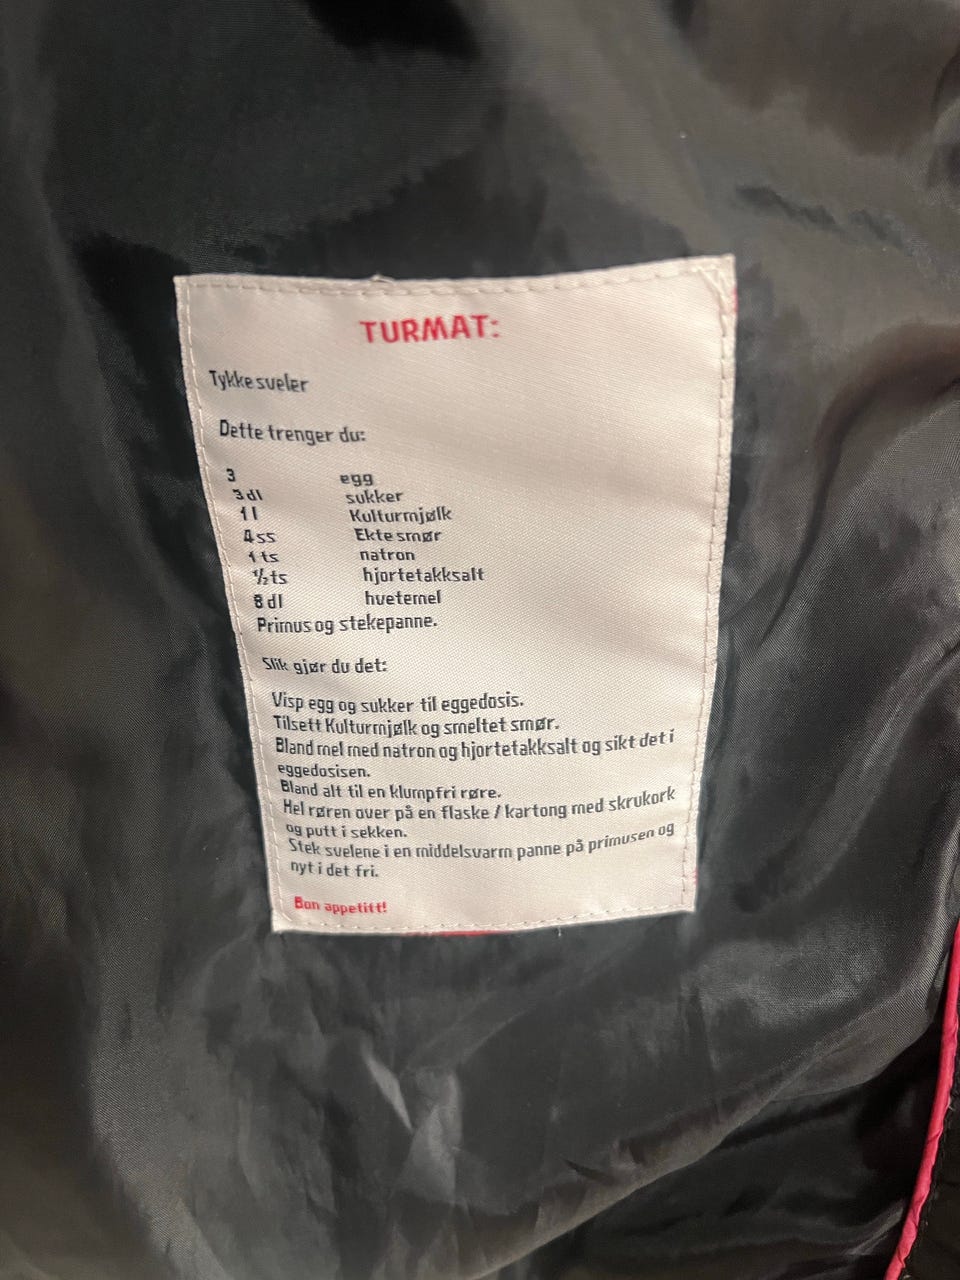 TURMAT:
Tykke sveler
Dette trenger du:
3 egg
3 dl sukker
1 l Kulturmjølk
4 ss Ekte smør
1 ts natron
½ ts hjortetakksalt
8 dl hvetemel
Primus og stekepanne.
Slik gjør du det:
Visp egg og sukker til eggedosis.
Tilsett Kulturmjølk og smeltet smør.
Bland mel med natron og hjortetakksalt og sikt det i
eggedosisen.
Bland alt til en klumpfri røre.
Hel røren over på en flaske / kartong med skrukork
og putt i sekken.
Stek svelene i en middelsvarm panne på primusen og
nyt i det fri.
Bon appetitt!